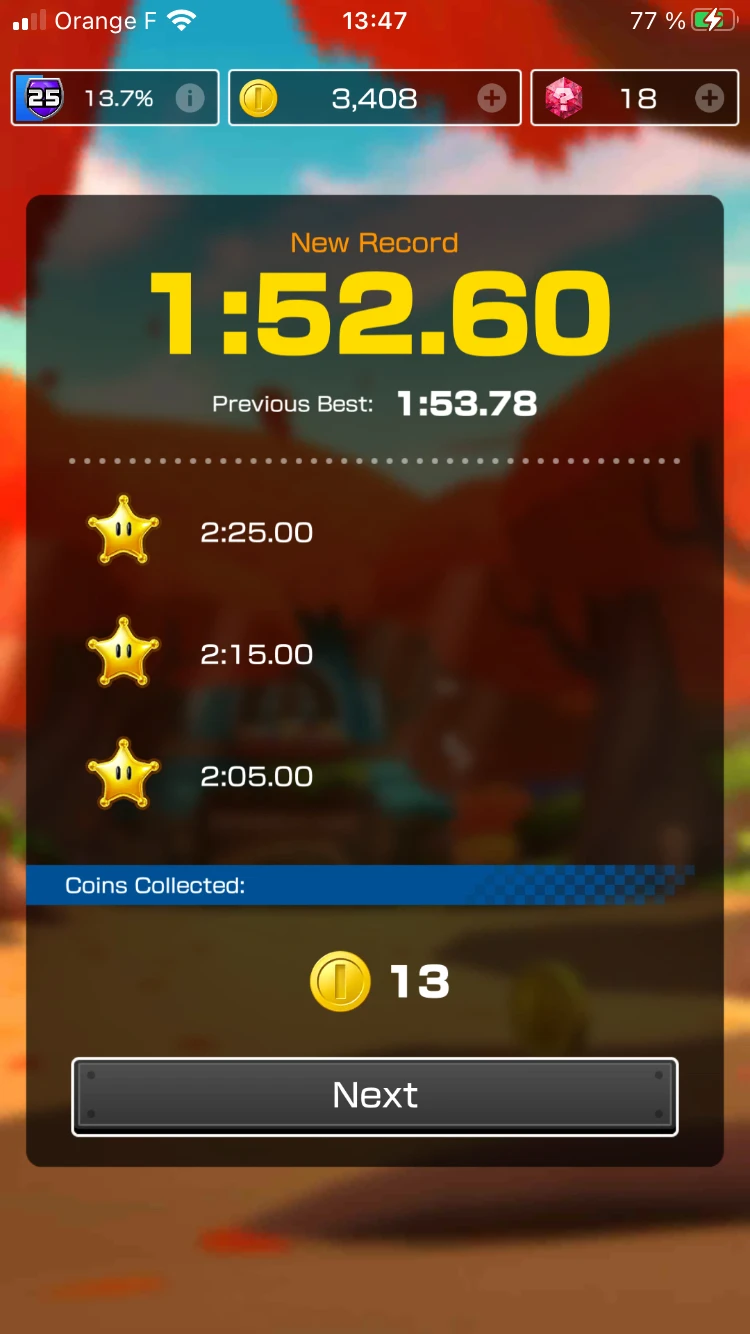 Orange F 13:47 77 %
25 13.7% i 3,408 + ? 18 +
New Record
1:52.60
Previous Best: 1:53.78
2:25.00
2:15.00
2:05.00
Coins Collected:
13
Next